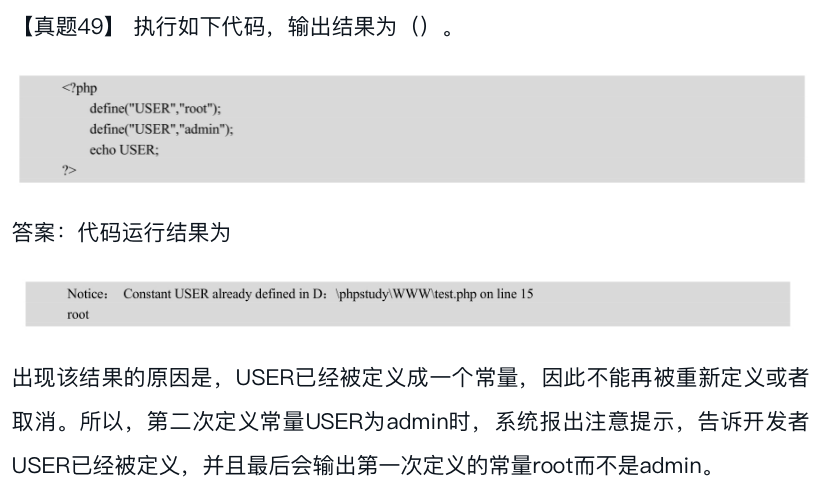 【真题49】 执行如下代码，输出结果为（）。
<?php
define("USER","root");
define("USER","admin");
echo USER;
?>
答案：代码运行结果为
Notice： Constant USER already defined in D：\phpstudy\WWW\test.php on line 15
root
出现该结果的原因是，USER已经被定义成一个常量，因此不能再被重新定义或者
取消。所以，第二次定义常量USER为admin时，系统报出注意提示，告诉开发者
USER已经被定义，并且最后会输出第一次定义的常量root而不是admin。